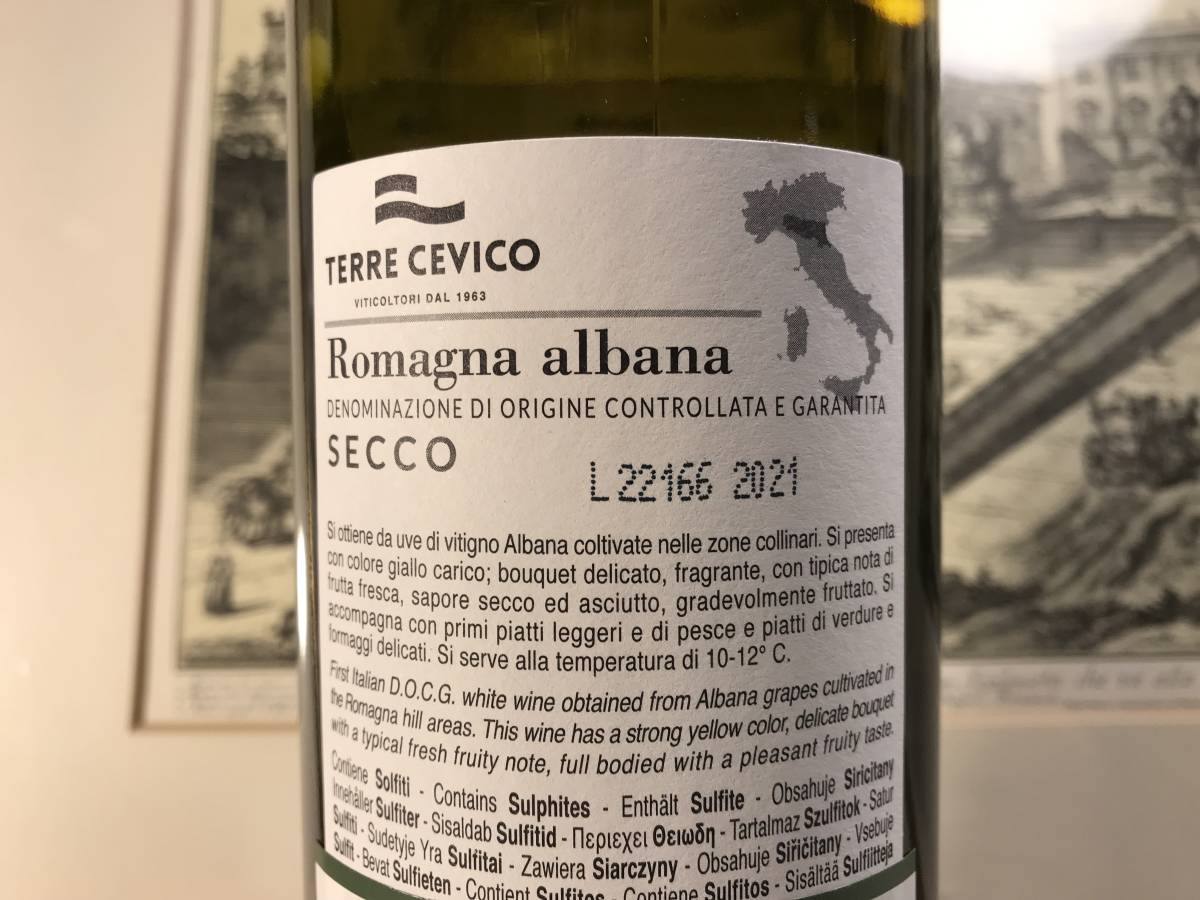 TERRE CEVICO
VITICOLTORI DAL 1963
Romagna albana
DENOMINAZIONE DI ORIGINE CONTROLLATA E GARANTITA
SECCO
L22166 2021
Si ottiene da uve di vitigno Albana coltivate nelle zone collinari. Si presenta
con colore giallo carico; bouquet delicato, fragrante, con tipica nota di
frutta fresca, sapore secco ed asciutto, gradevolmente fruttato. Si
accompagna con primi piatti leggeri e di pesce e piatti di verdure e
formaggi delicati. Si serve alla temperatura di 10-12° C.
First Italian D.O.C.G. white wine obtained from Albana grapes cultivated in
the Romagna hill areas. This wine has a strong yellow color, delicate bouquet
with a typical fresh fruity note, full bodied with a pleasant fruity taste.
Contiene Solfiti - Contains Sulphites - Enthält Sulfite - Obsahuje Siricitany
Innehåller Sulfiter - Sisaldab Sulfitid - Περιεχει Θειωδη - Tartalmaz Szulfitok - Satur
Sulfiti - Sudetyje Yra Sulfitai - Zawiera Siarczyny - Obsahuje Siřičitany - Vsebuje
Sulfit - Bevat Sulfieten - Contient Sulfites - Contiene Sulfitos - Sisältää Sulfiitteja